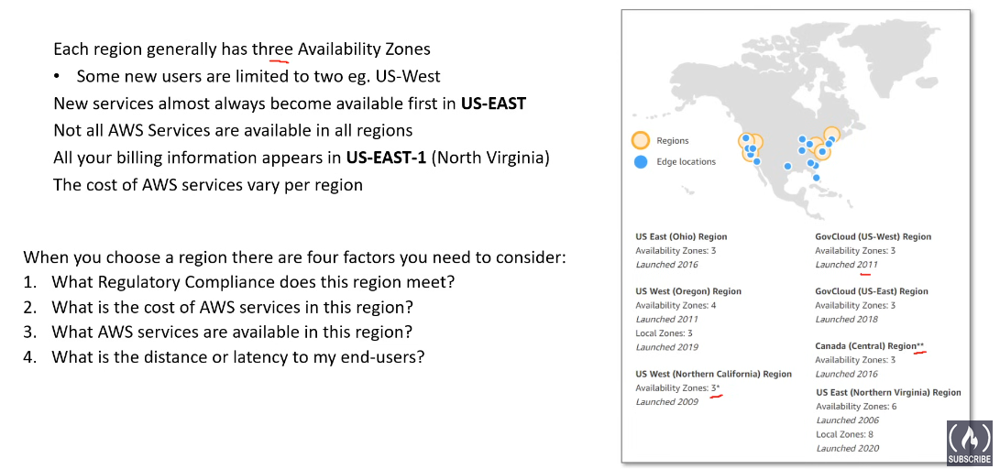 Each region generally has three Availability Zones
• Some new users are limited to two eg. US-West
New services almost always become available first in US-EAST
Not all AWS Services are available in all regions
All your billing information appears in US-EAST-1 (North Virginia)
The cost of AWS services vary per region
When you choose a region there are four factors you need to consider:
1. What Regulatory Compliance does this region meet?
2. What is the cost of AWS services in this region?
3. What AWS services are available in this region?
4. What is the distance or latency to my end-users?
Regions
Edge locations
US East (Ohio) Region
Availability Zones: 3
Launched 2016
US West (Oregon) Region
Availability Zones: 4
Launched 2011
Local Zones: 3
Launched 2019
US West (Northern California) Region
Availability Zones: 3*
Launched 2009
GovCloud (US-West) Region
Availability Zones: 3
Launched 2011
GovCloud (US-East) Region
Availability Zones: 3
Launched 2018
Canada (Central) Region**
Availability Zones: 3
Launched 2016
US East (Northern Virginia) Region
Availability Zones: 6
Launched 2006
Local Zones: 8
Launched 2020
SUBSCRIBE